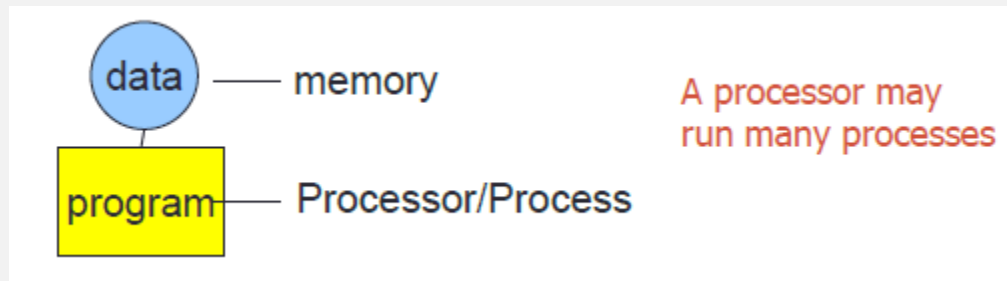 data
memory
A processor may
run many processes
program
Processor/Process